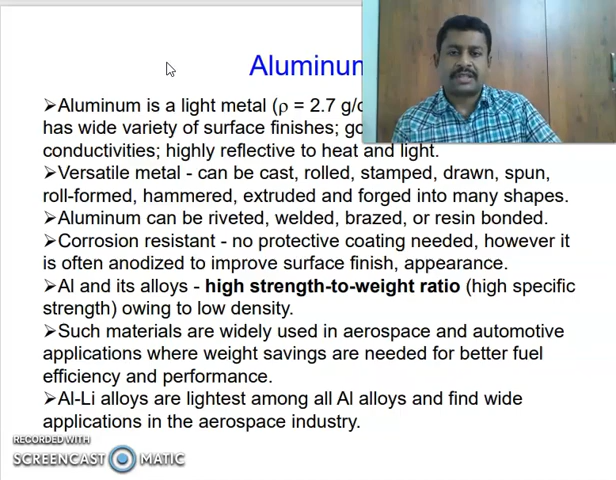 Aluminum
➢Aluminum is a light metal (ρ = 2.7 g/c
has wide variety of surface finishes; go
conductivities; highly reflective to heat and light.
➢Versatile metal - can be cast, rolled, stamped, drawn, spun,
roll-formed, hammered, extruded and forged into many shapes.
➢Aluminum can be riveted, welded, brazed, or resin bonded.
➢Corrosion resistant - no protective coating needed, however it
is often anodized to improve surface finish, appearance.
➢Al and its alloys - high strength-to-weight ratio (high specific
strength) owing to low density.
➢Such materials are widely used in aerospace and automotive
applications where weight savings are needed for better fuel
efficiency and performance.
➢Al-Li alloys are lightest among all Al alloys and find wide
applications in the aerospace industry.
RECORDED WITH
SCREENCAST MATIC